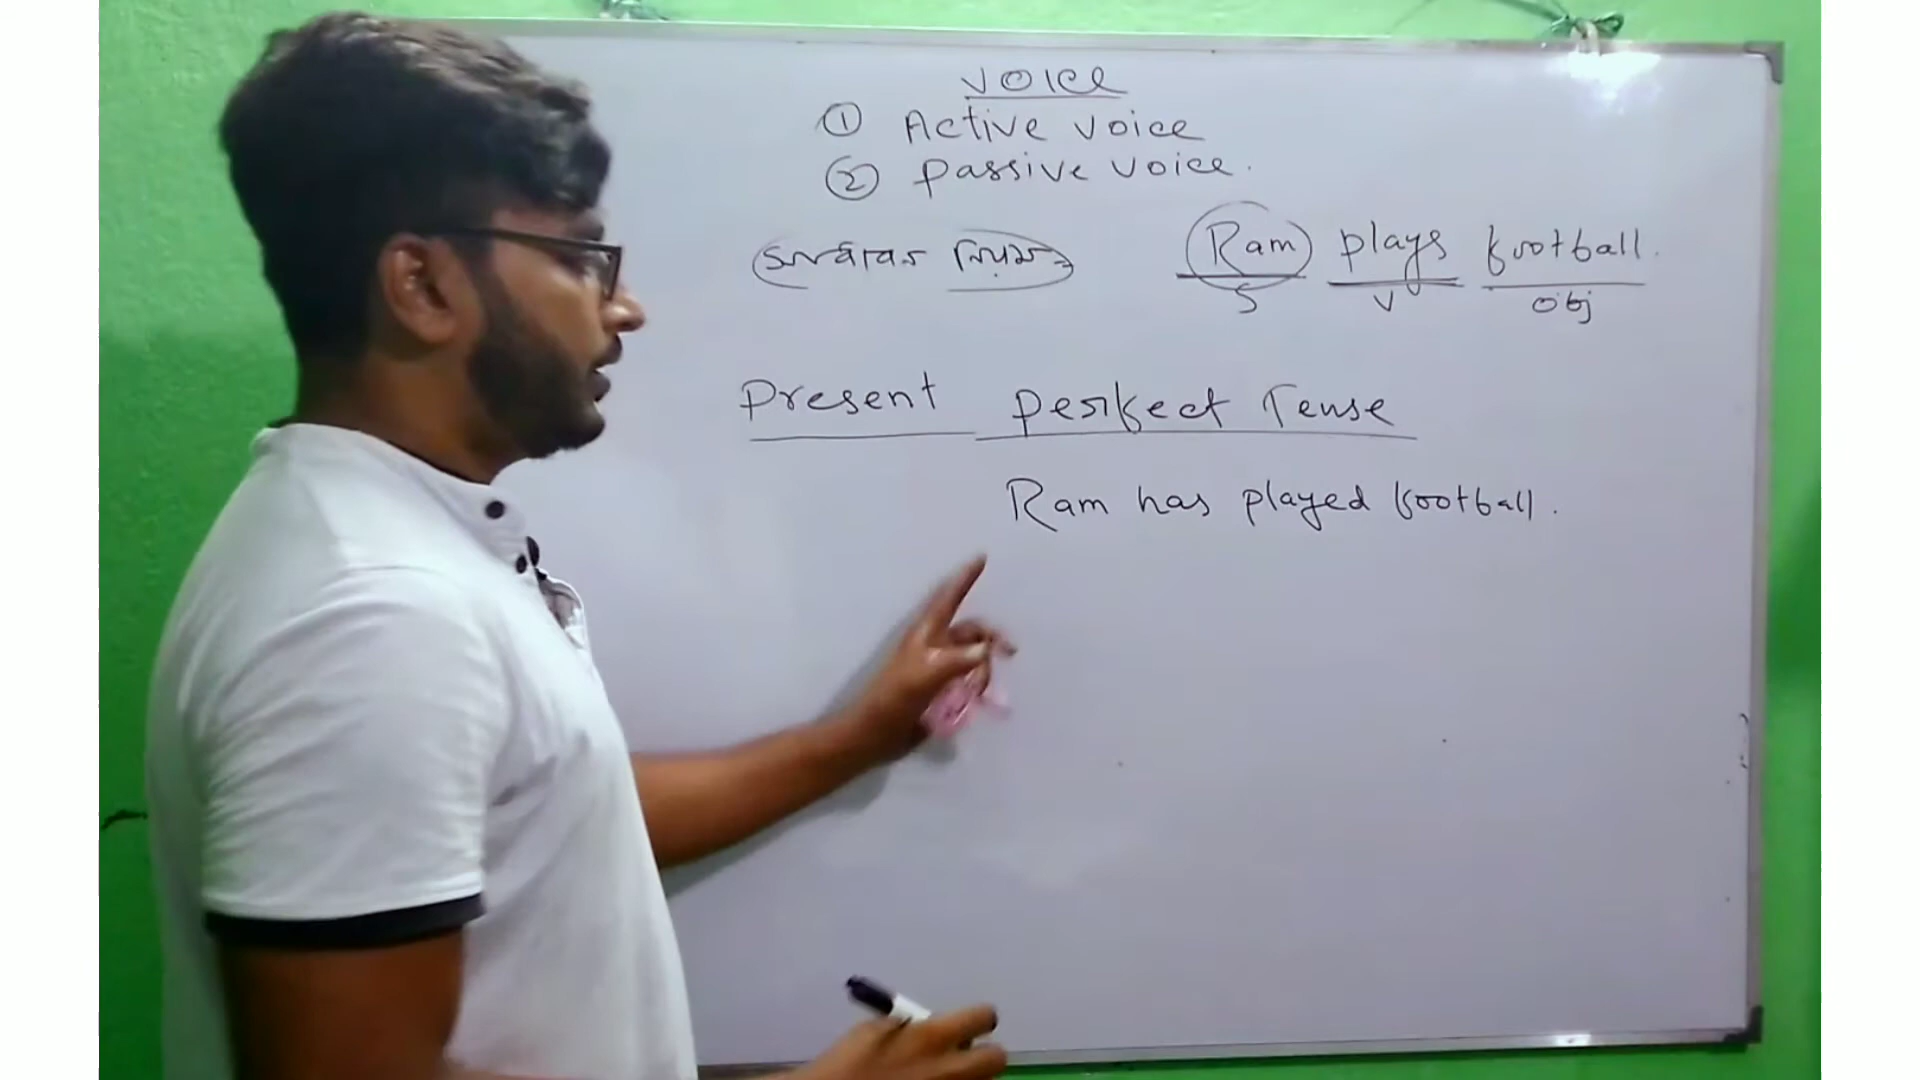 Voice
① Active voice
② Passive voice.
Ram plays football.
S V obj
Present perfect Tense
Ram has played football.